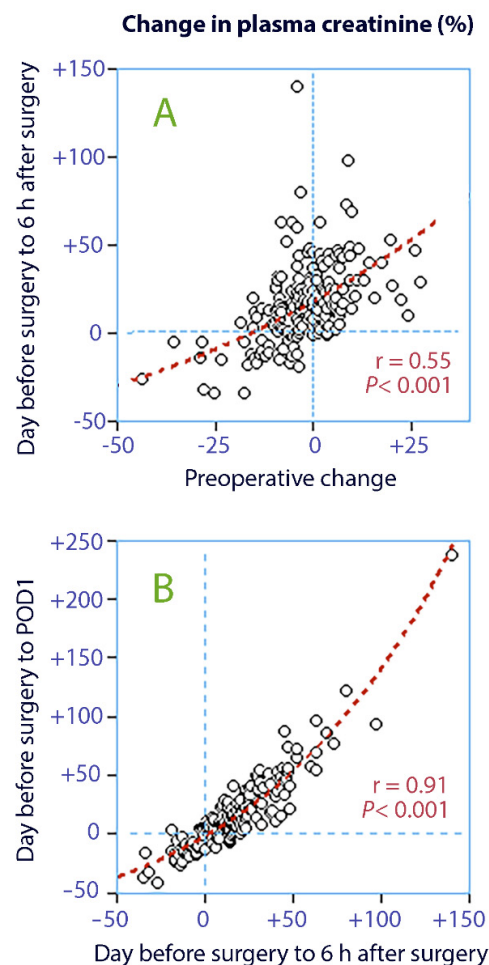 Change in plasma creatinine (%)
Day before surgery to 6 h after surgery
+150
+100
+50
0
-50
A
r = 0.55
P< 0.001
-50
-25
0
+25
Preoperative change
Day before surgery to POD1
+250
+200
+150
+100
+50
0
−50
B
r = 0.91
P< 0.001
−50
0
+50
+100
+150
Day before surgery to 6 h after surgery